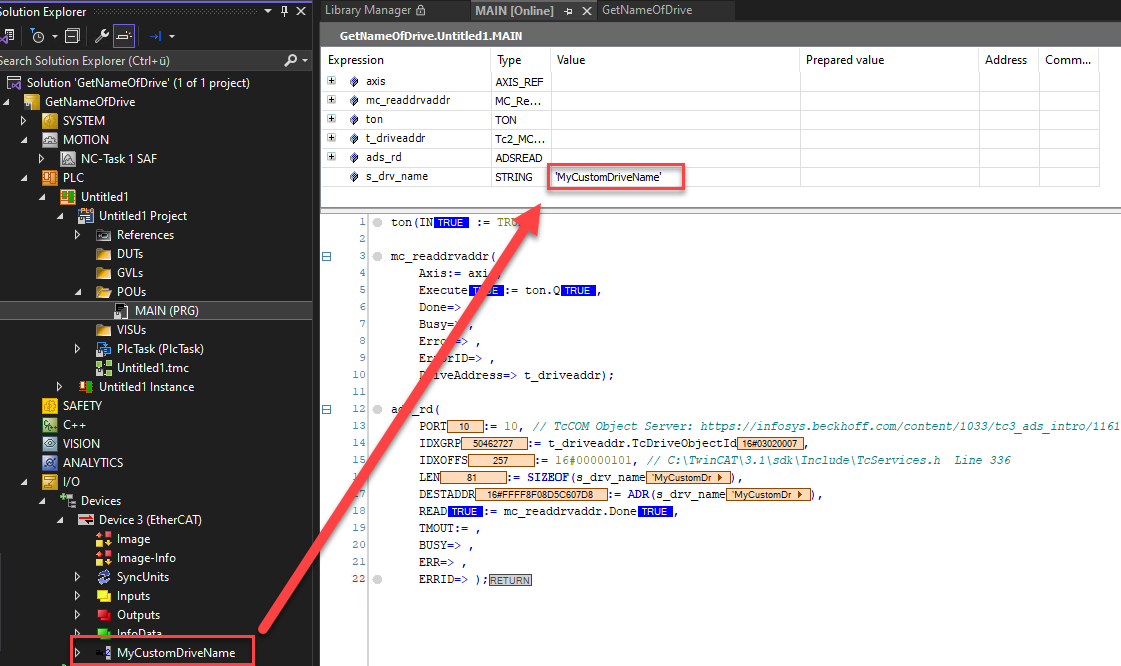 Solution Explorer
Search Solution Explorer (Ctrl+ü)
Solution 'GetNameOfDrive' (1 of 1 project)
GetNameOfDrive
SYSTEM
MOTION
NC-Task 1 SAF
PLC
Untitled1
Untitled1 Project
References
DUTs
GVLs
POUs
MAIN (PRG)
VISUs
PlcTask (PlcTask)
Untitled1.tmc
Untitled1 Instance
SAFETY
C++
VISION
ANALYTICS
I/O
Devices
Device 3 (EtherCAT)
Image
Image-Info
SyncUnits
Inputs
Outputs
InfoData
MyCustomDriveName
Library Manager MAIN [Online] GetNameOfDrive
GetNameOfDrive.Untitled1.MAIN
Expression Type Value Prepared value Address Comm...
axis AXIS_REF
mc_readdrvaddr MC_Re...
ton TON
t_driveaddr Tc2_MC...
ads_rd ADSREAD
s_drv_name STRING 'MyCustomDriveName'
1 ton(IN TRUE := TRUE
2
3 mc_readdrvaddr(
4 Axis:= axis,
5 Execute TRUE := ton.Q TRUE ,
6 Done=>
7 Busy=> ,
8 Error=> ,
9 ErrorID=> ,
10 DriveAddress=> t_driveaddr);
11
12 ads_rd(
13 PORT 10 := 10, // TcCOM Object Server: https://infosys.beckhoff.com/content/1033/tc3_ads_intro/1161
14 IDXGRP 50462727 := t_driveaddr.TcDriveObjectId 16#03020007 ,
15 IDXOFFS 257 := 16#00000101, // C:\TwinCAT\3.1\sdk\Include\TcServices.h Line 336
16 LEN 81 := SIZEOF(s_drv_name 'MyCustomDr ),
17 DESTADDR 16#FFFF8F08D5C607D8 := ADR(s_drv_name 'MyCustomDr ),
18 READ TRUE := mc_readdrvaddr.Done TRUE ,
19 TMOUT:= ,
20 BUSY=> ,
21 ERR=> ,
22 ERRID=> ); RETURN